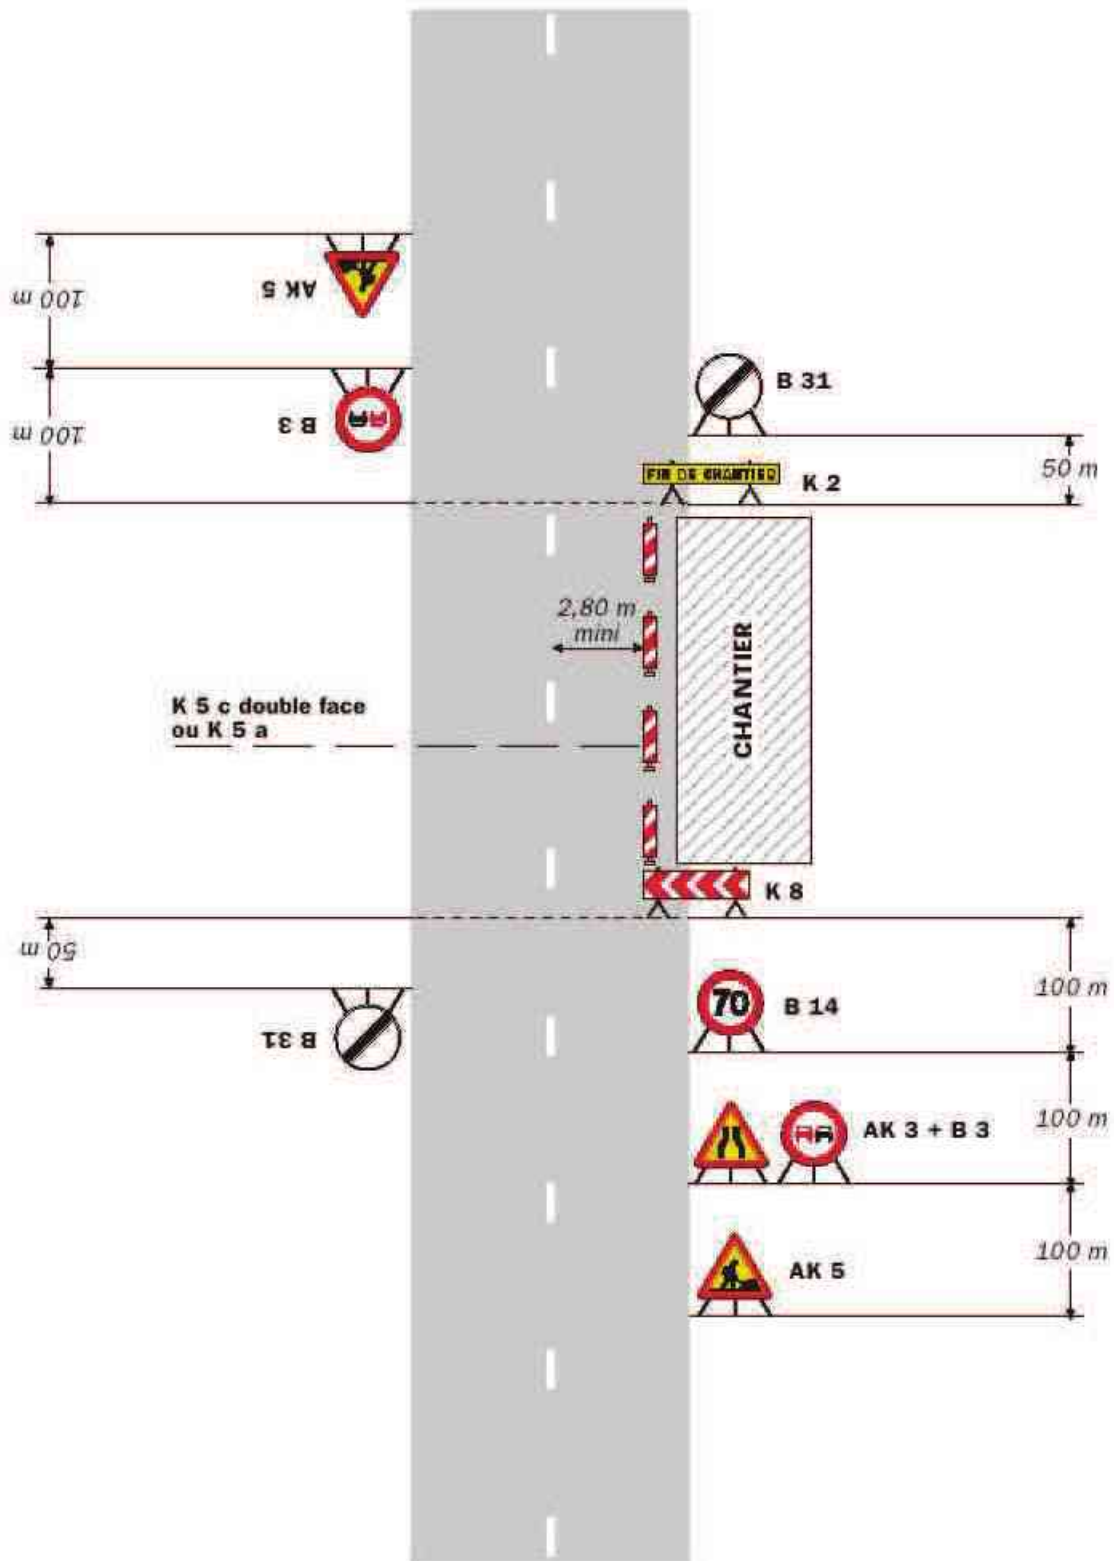 AK 5
100 m
B 3
100 m
B 31
50 m
FIN DE CHANTIER
K 2
2,80 m
mini
CHANTIER
K 5 c double face
ou K 5 a
K 8
50 m
B 31
70
B 14
100 m
AK 3 + B 3
100 m
AK 5
100 m